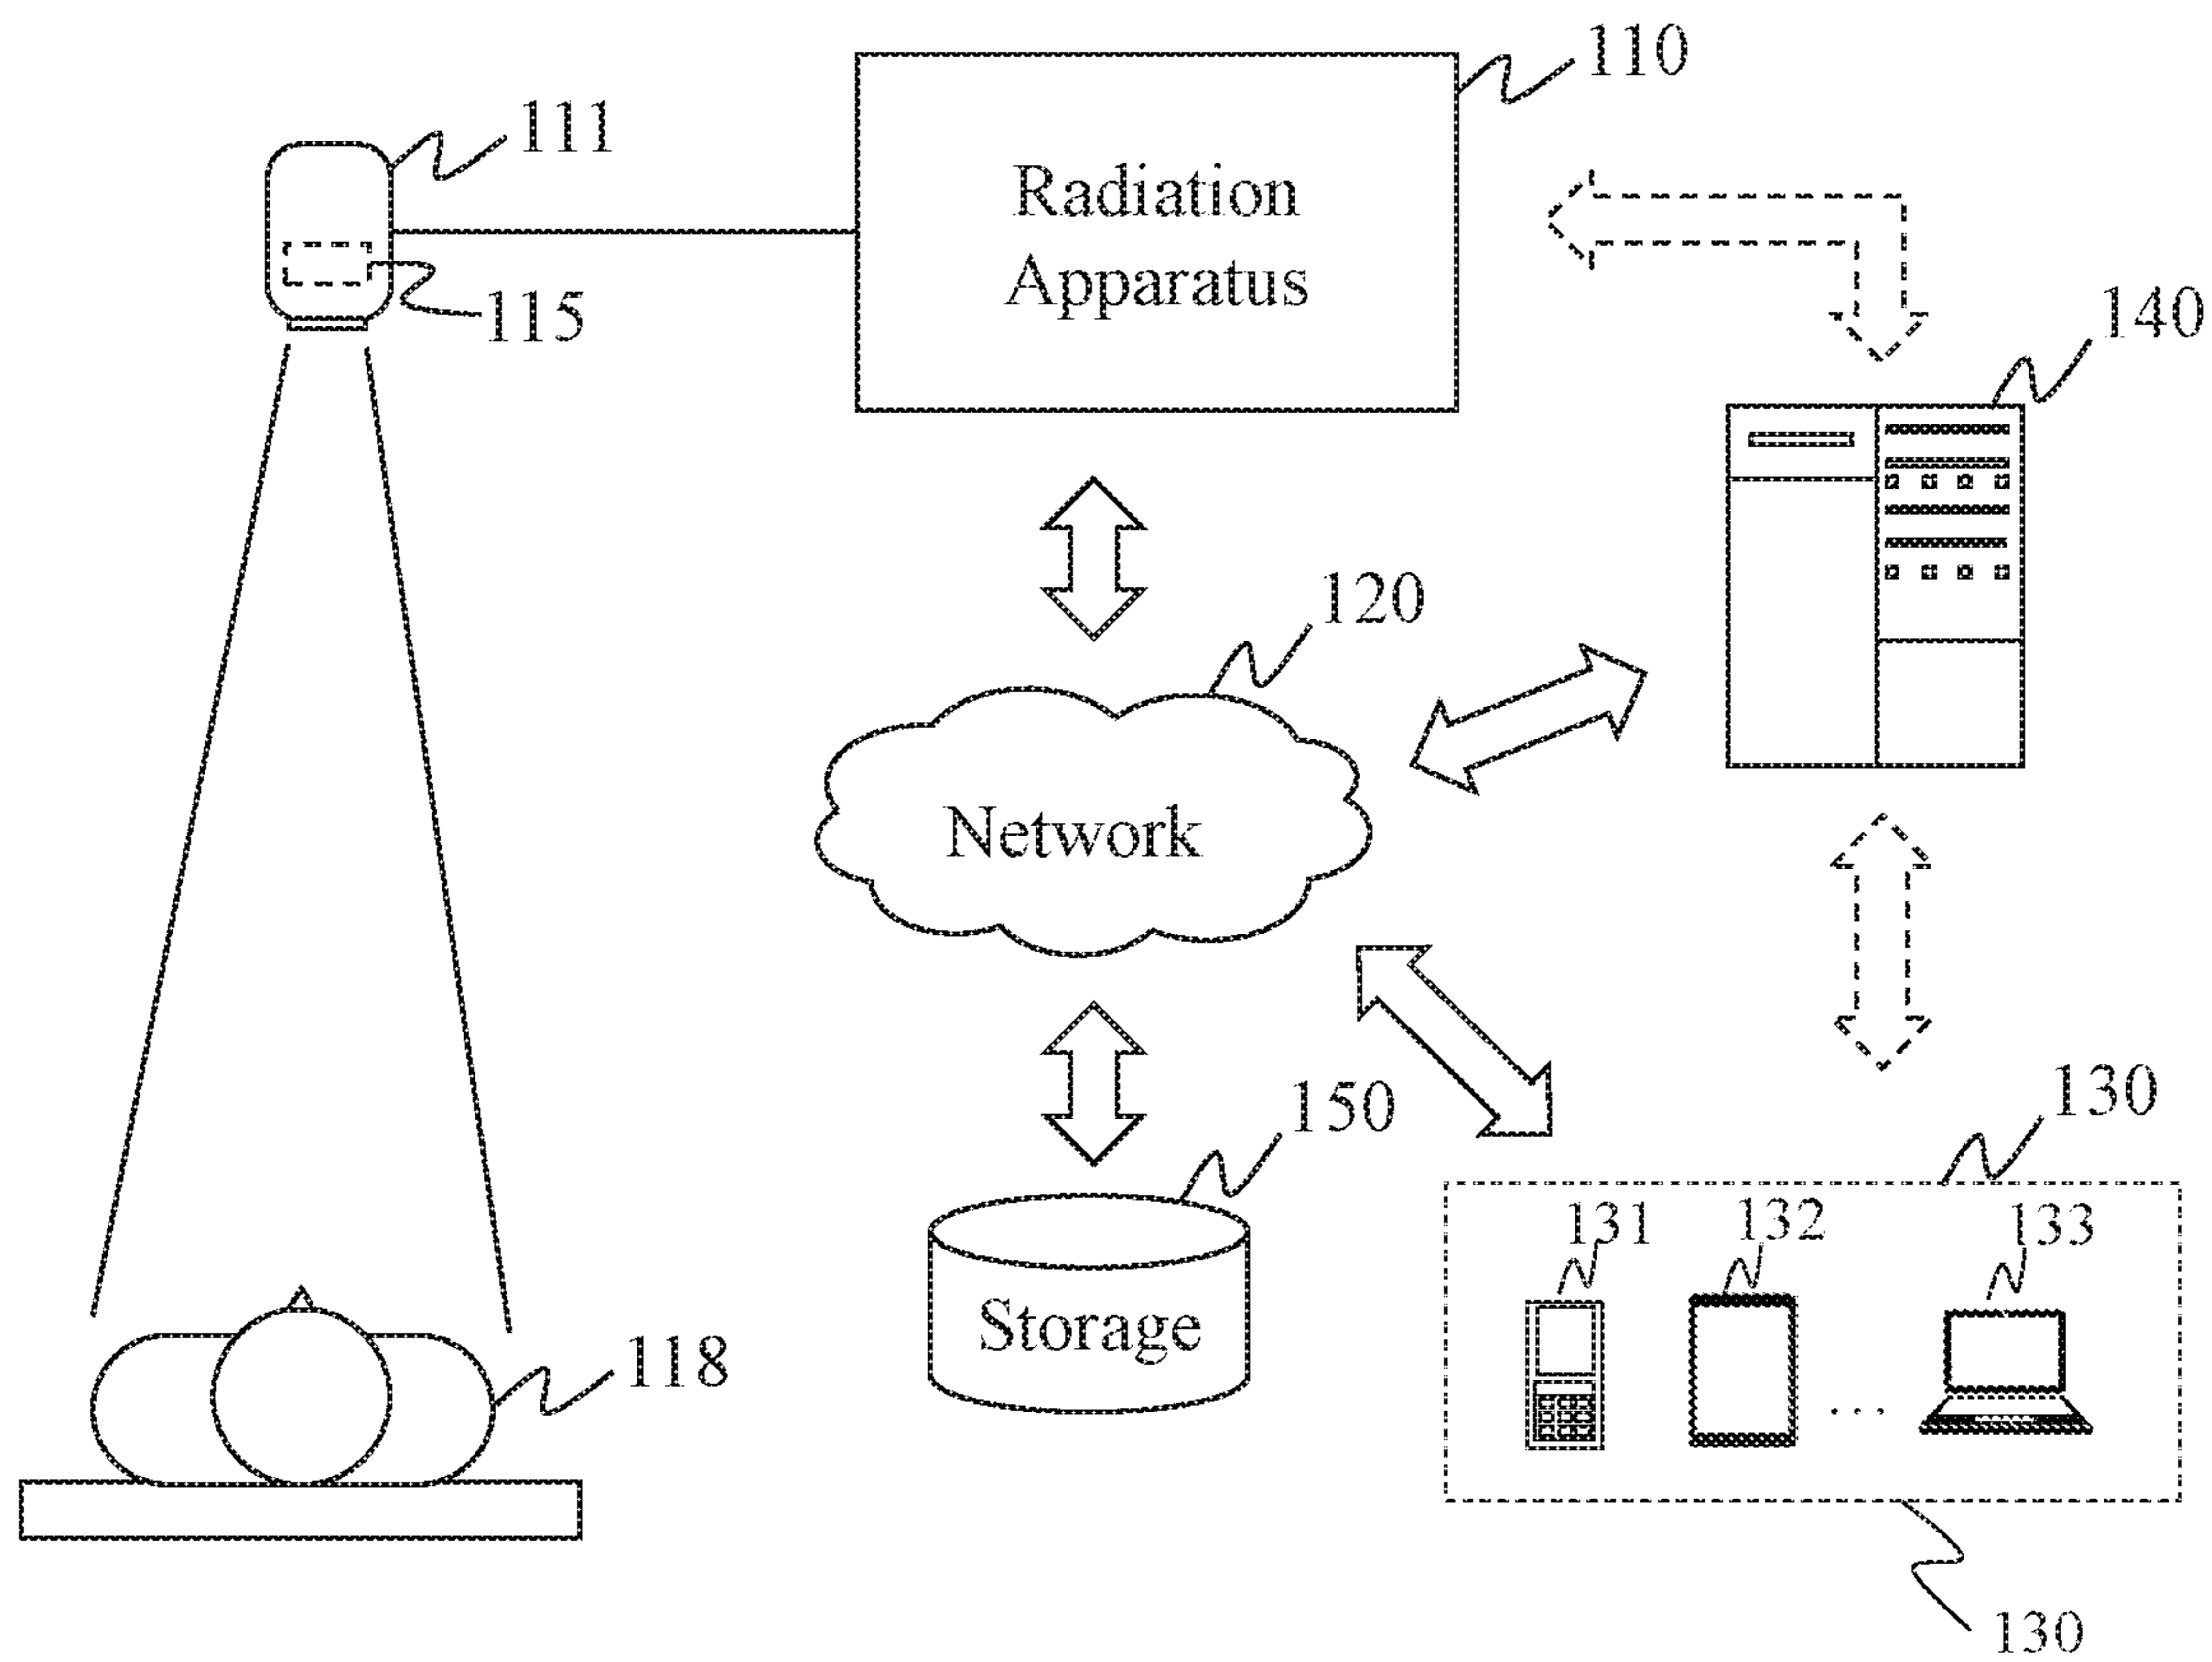 110
111
Radiation
Apparatus
115
140
120
Network
150
130
131
132
133
Storage
118
. . .
130